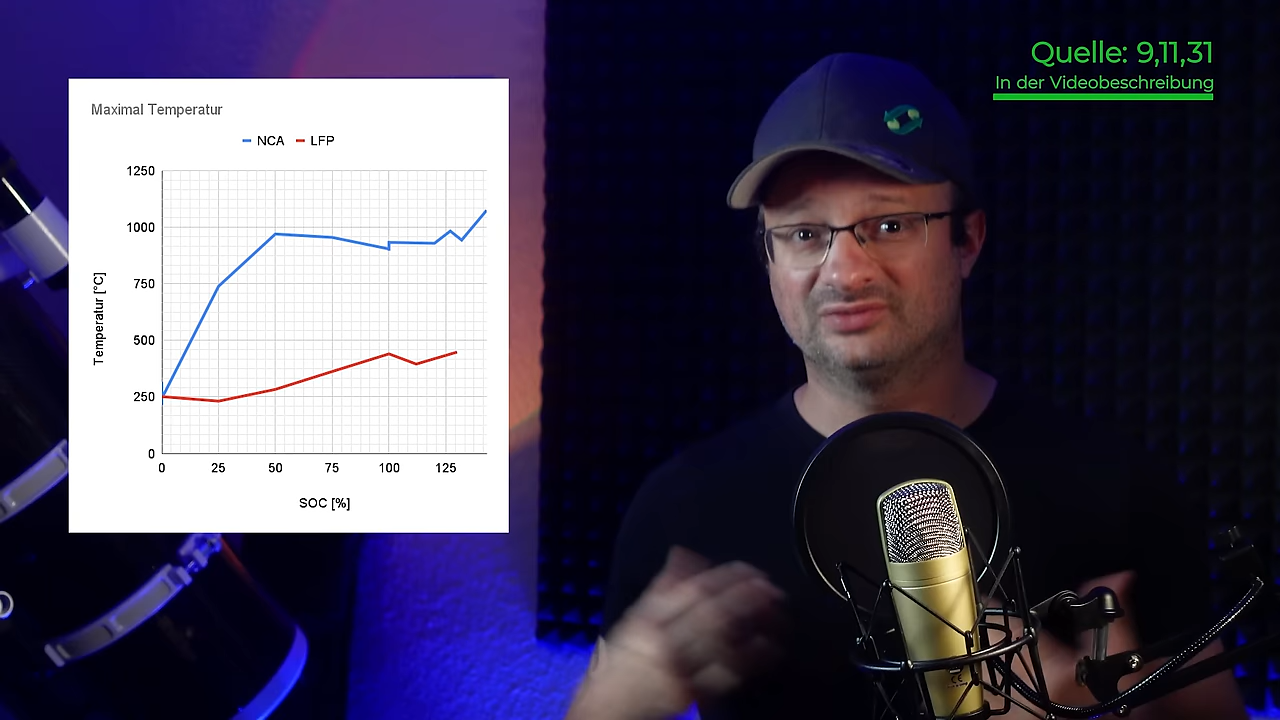 Quelle: 9,11,31
In der Videobeschreibung
Maximal Temperatur
NCA LFP
1250
1000
750
500
250
0
Temperatur [°C]
0 25 50 75 100 125
SOC [%]
CE